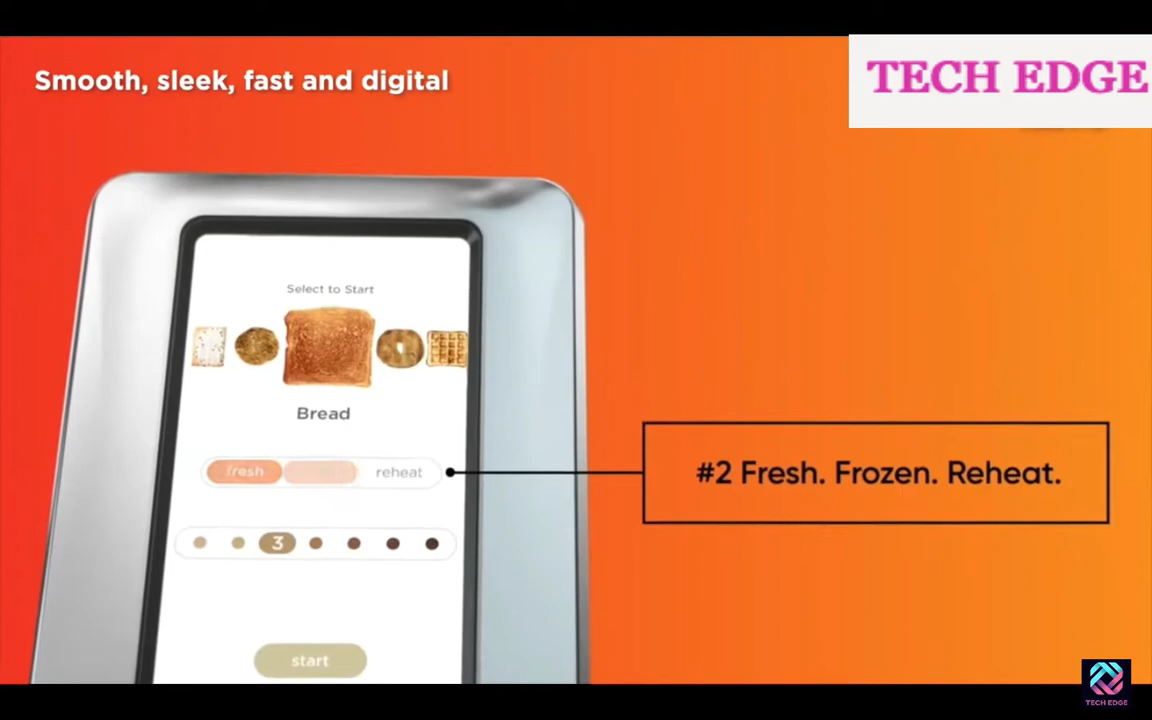 Smooth, sleek, fast and digital
TECH EDGE
Select to Start
Bread
fresh
reheat
#2 Fresh. Frozen. Reheat.
3
start
TECH EDGE